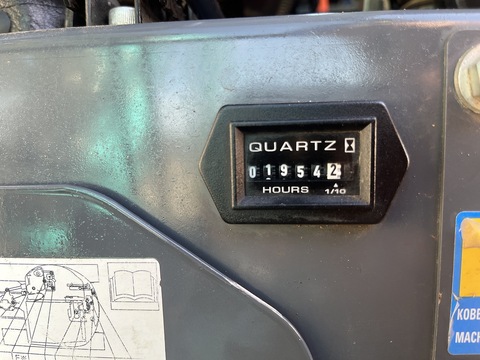 QUARTZ
019542
HOURS 1/10
KOBE
MACH